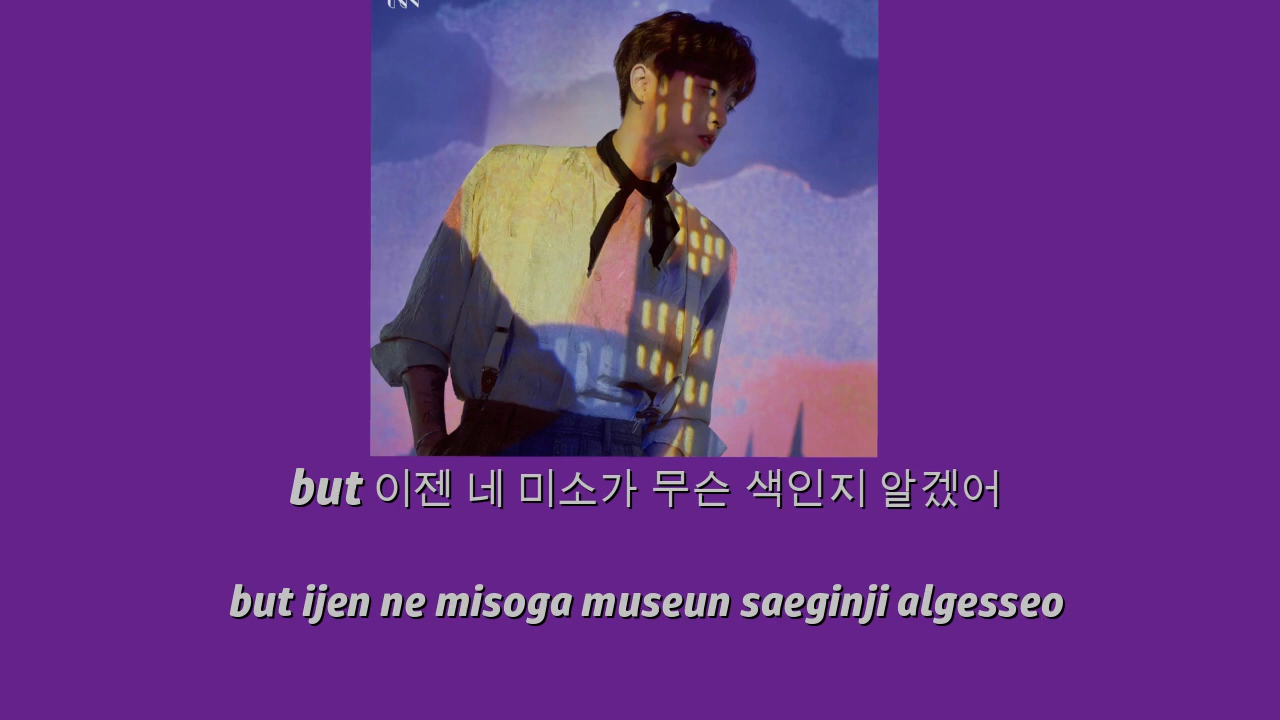 but 이젠 네 미소가 무슨 색인지 알겠어
but ijen ne misoga museun saeginji algesseo